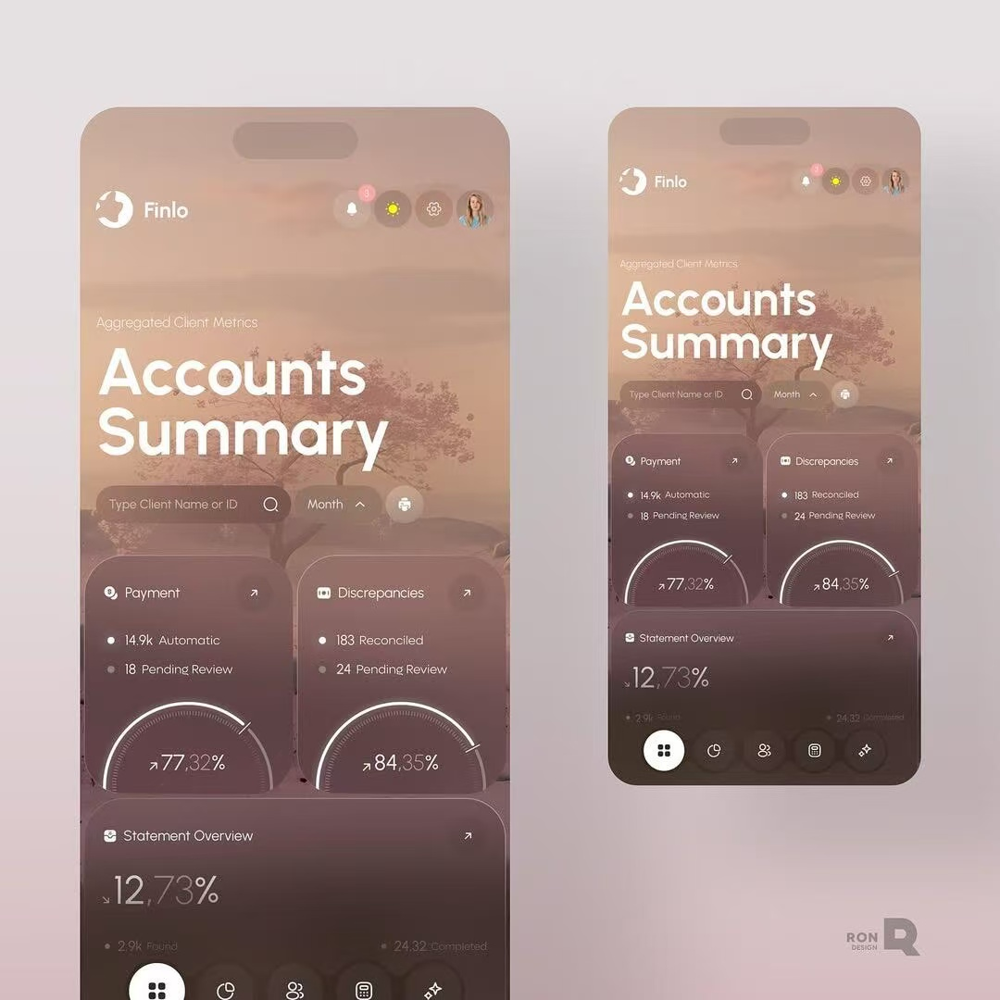 Finlo
3
Aggregated Client Metrics
Accounts
Summary
Type Client Name or ID
Month
Payment
14.9k Automatic
18 Pending Review
77,32%
Discrepancies
183 Reconciled
24 Pending Review
84,35%
Statement Overview
12,73%
2.9k Found
24.32 Completed
Finlo
3
Aggregated Client Metrics
Accounts
Summary
Type Client Name or ID
Month
Payment
14.9k Automatic
18 Pending Review
77,32%
Discrepancies
183 Reconciled
24 Pending Review
84,35%
Statement Overview
12,73%
2.9k Found
24.32 Completed
RON
DESIGN